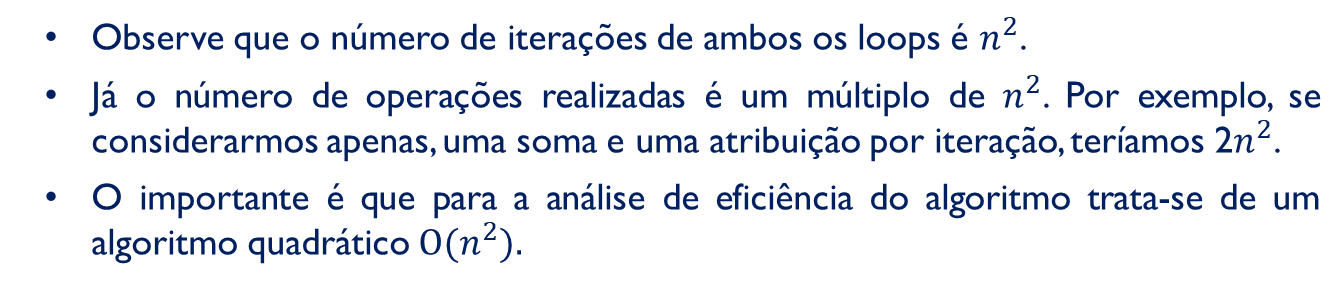 • Observe que o número de iterações de ambos os loops é n².
• Já o número de operações realizadas é um múltiplo de n². Por exemplo, se
considerarmos apenas, uma soma e uma atribuição por iteração, teríamos 2n².
• O importante é que para a análise de eficiência do algoritmo trata-se de um
algoritmo quadrático O(n²).